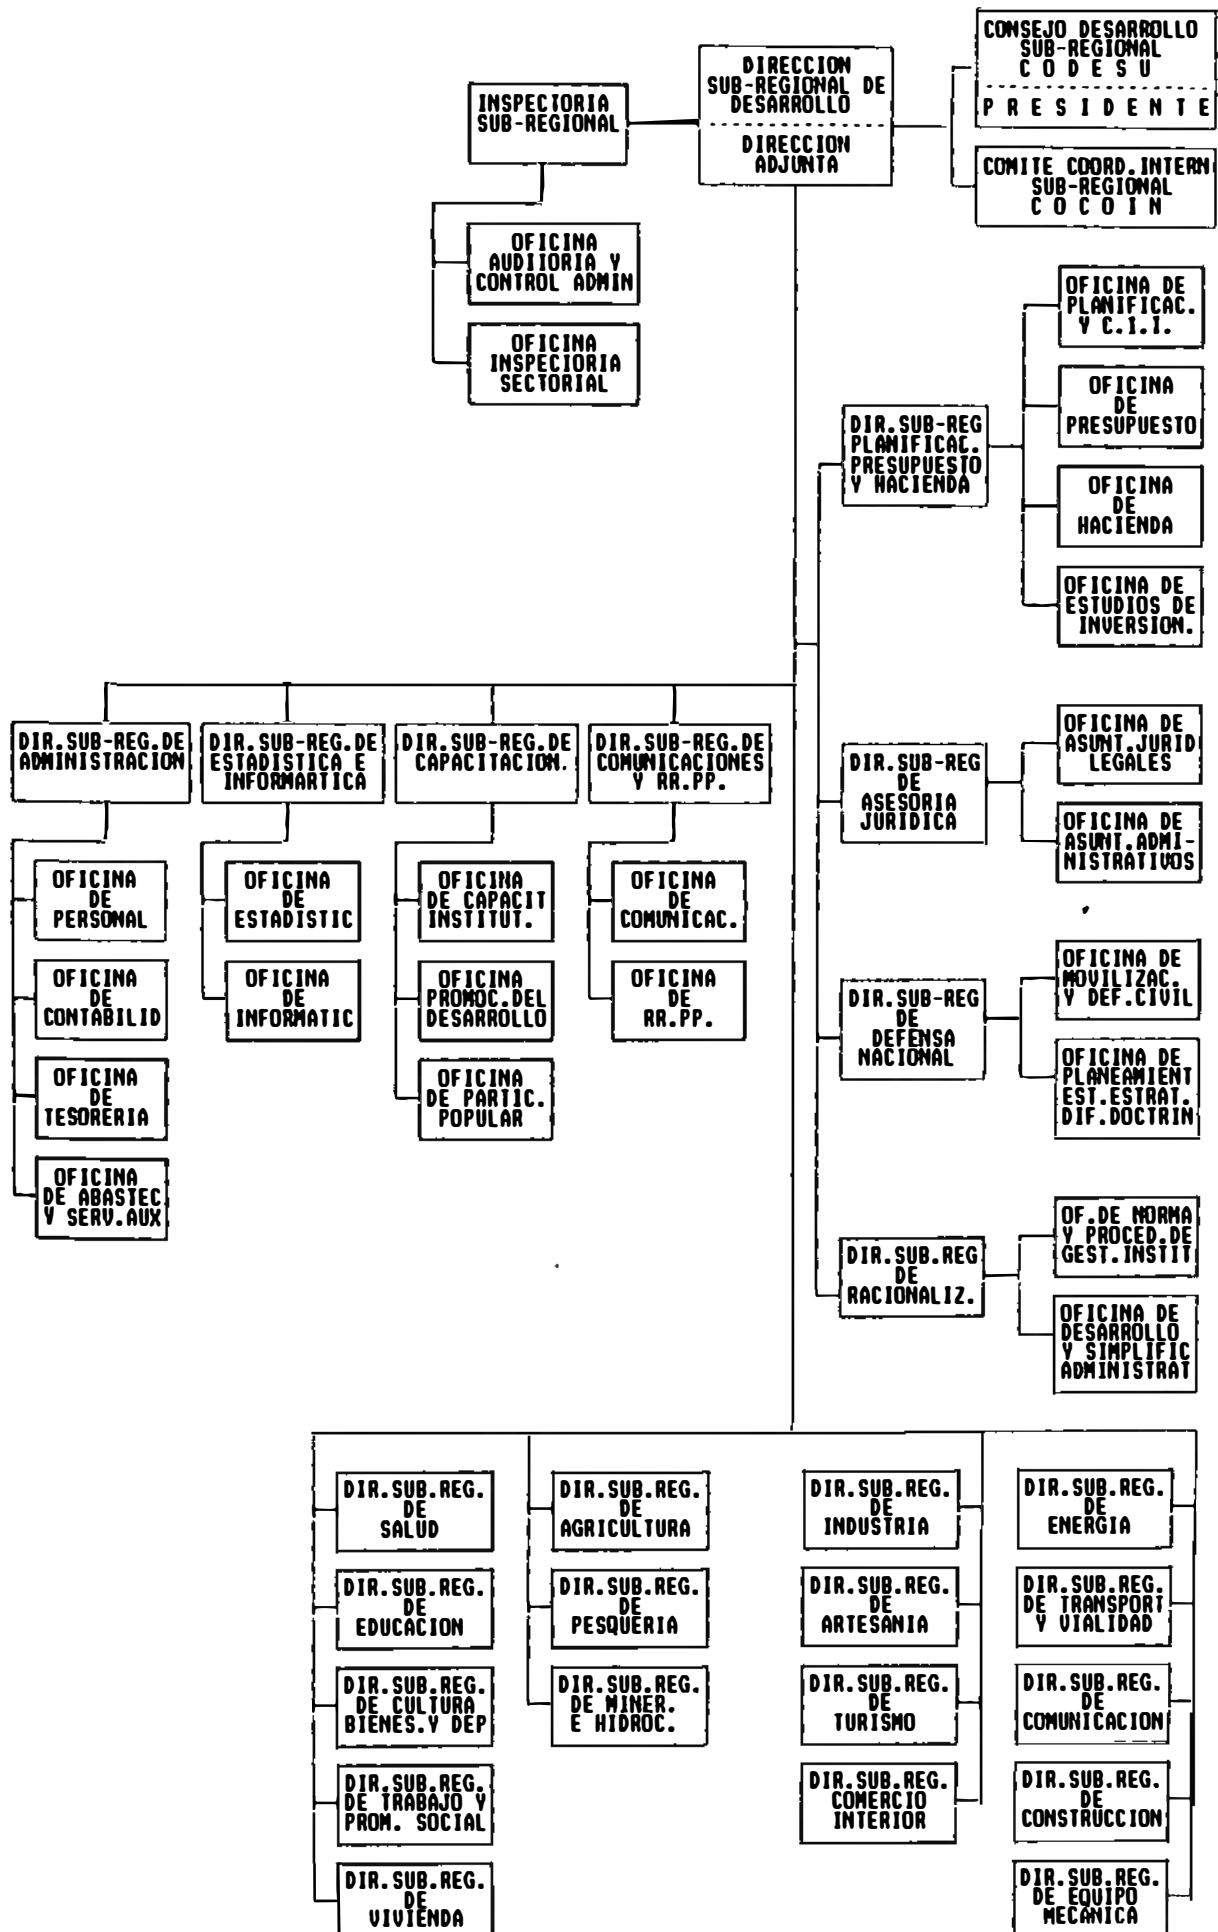 CONSEJO DESARROLLO
SUB-REGIONAL
C O D E S U
P R E S I D E N T E
DIRECCION
SUB-REGIONAL DE
DESARROLLO
DIRECCION
ADJUNTA
INSPECTORIA
SUB-REGIONAL
COMITE COORD.INTERN
SUB-REGIONAL
C O C O I N
OFICINA
AUDIIORIA Y
CONTROL ADMIN
OFICINA
INSPECIORIA
SECTORIAL
OFICINA DE
PLANIFICAC.
Y C.I.I.
OFICINA
DE
PRESUPUESTO
DIR.SUB-REG
PLANIFICAC.
PRESUPUESTO
Y HACIENDA
OFICINA
DE
HACIENDA
OFICINA DE
ESTUDIOS DE
INVERSION.
DIR.SUB-REG.DE
ADMINISTRACION
DIR.SUB-REG.DE
ESTADISTICA E
INFORMARTICA
DIR.SUB-REG.DE
CAPACITACION.
DIR.SUB-REG.DE
COMUNICACIONES
Y RR.PP.
DIR.SUB-REG
DE
ASESORIA
JURIDICA
OFICINA DE
ASUNT.JURID
LEGALES
OFICINA DE
ASUNT.ADMI-
NISTRATIVOS
OFICINA
DE
PERSONAL
OFICINA
DE
CONTABILID
OFICINA
DE
TESORERIA
OFICINA
DE ABASTEC
Y SERV.AUX
OFICINA
DE
ESTADISTIC
OFICINA
DE
INFORMATIC
OFICINA
DE CAPACIT
INSTITUT.
OFICINA
PROMOC.DEL
DESARROLLO
OFICINA
DE PARTIC.
POPULAR
OFICINA
DE
COMUNICAC.
OFICINA
DE
RR.PP.
DIR.SUB-REG
DE
DEFENSA
NACIONAL
OFICINA DE
MOVILIZAC.
Y DEF.CIVIL
OFICINA DE
PLANEAMIENT
EST.ESTRAT.
DIF.DOCTRIN
DIR.SUB.REG
DE
RACIONALIZ.
OF.DE NORMA
Y PROCED.DE
GEST.INSTIT
OFICINA DE
DESARROLLO
Y SIMPLIFIC
ADMINISTRAT
DIR.SUB.REG.
DE
SALUD
DIR.SUB.REG.
DE
EDUCACION
DIR.SUB.REG.
DE CULTURA
BIENES.Y DEP
DIR.SUB.REG.
DE TRABAJO Y
PROM. SOCIAL
DIR.SUB.REG.
DE
VIVIENDA
DIR.SUB.REG.
DE
AGRICULTURA
DIR.SUB.REG.
DE
PESQUERIA
DIR.SUB.REG.
DE MINER.
E HIDROC.
DIR.SUB.REG.
DE
INDUSTRIA
DIR.SUB.REG.
DE
ARTESANIA
DIR.SUB.REG.
DE
TURISMO
DIR.SUB.REG.
COMERCIO
INTERIOR
DIR.SUB.REG.
DE
ENERGIA
DIR.SUB.REG.
DE TRANSPORT
Y VIALIDAD
DIR.SUB.REG.
DE
COMUNICACION
DIR.SUB.REG.
DE
CONSTRUCCION
DIR.SUB.REG.
DE EQUIPO
MECANICA